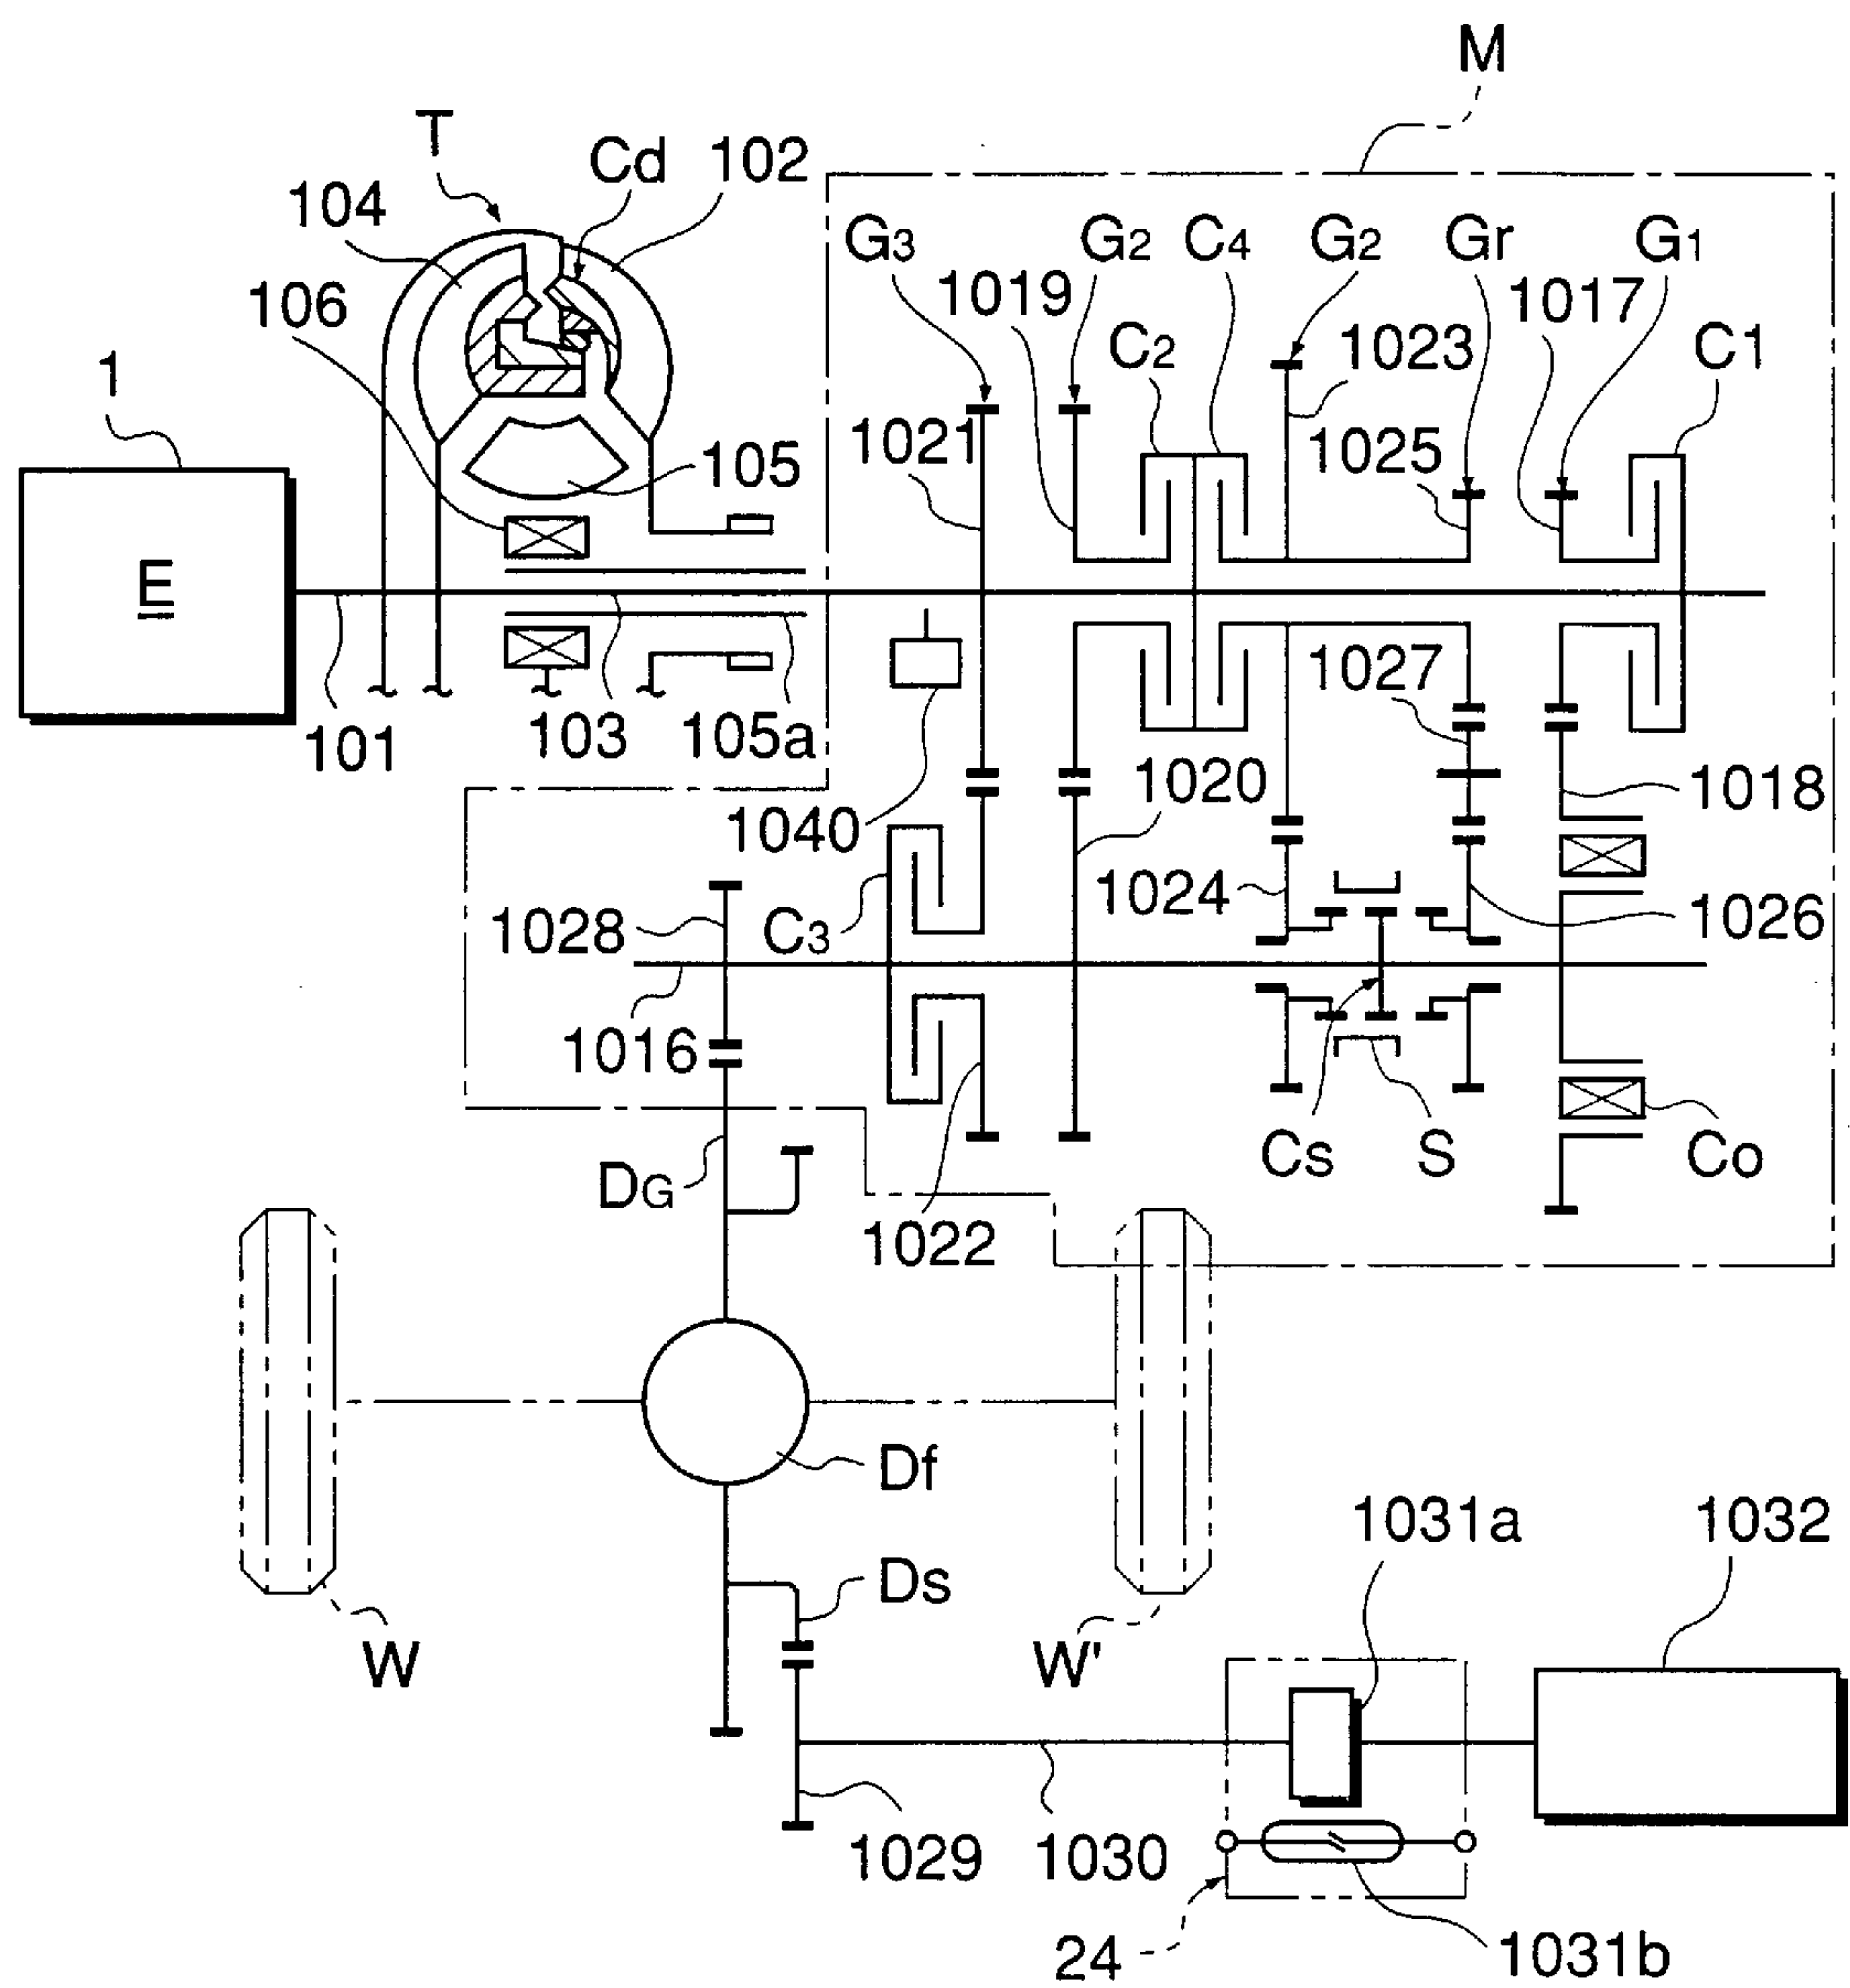 M
T
Cd 102
104
G3 G2 C4 G2 Gr G1
106 1019 1017
C2 1023 C1
1
1021 105 1025
E
1027
101 103 105a
1020 1018
1040
1024
1028 C3 1026
1016
DG Cs S Co
1022
Df
1031a 1032
Ds
W W'
1029 1030
24 1031b